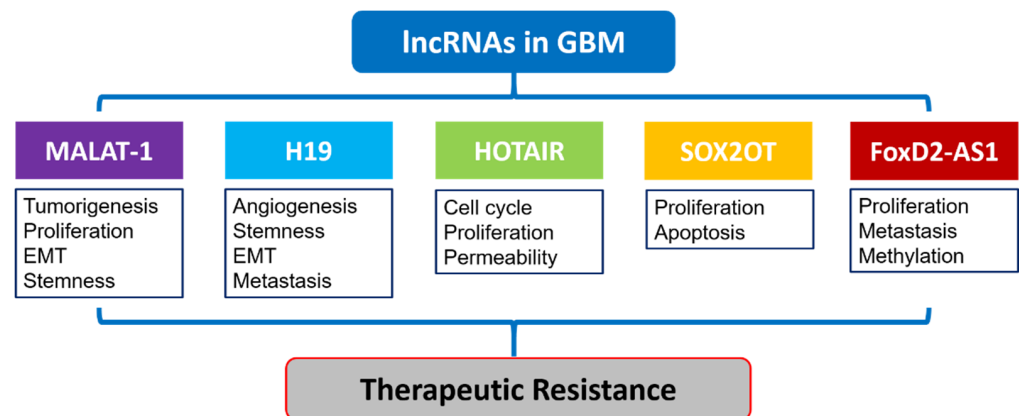 lncRNAs in GBM
MALAT-1
Tumorigenesis
Proliferation
EMT
Stemness
H19
Angiogenesis
Stemness
EMT
Metastasis
HOTAIR
Cell cycle
Proliferation
Permeability
SOX2OT
Proliferation
Apoptosis
FoxD2-AS1
Proliferation
Metastasis
Methylation
Therapeutic Resistance